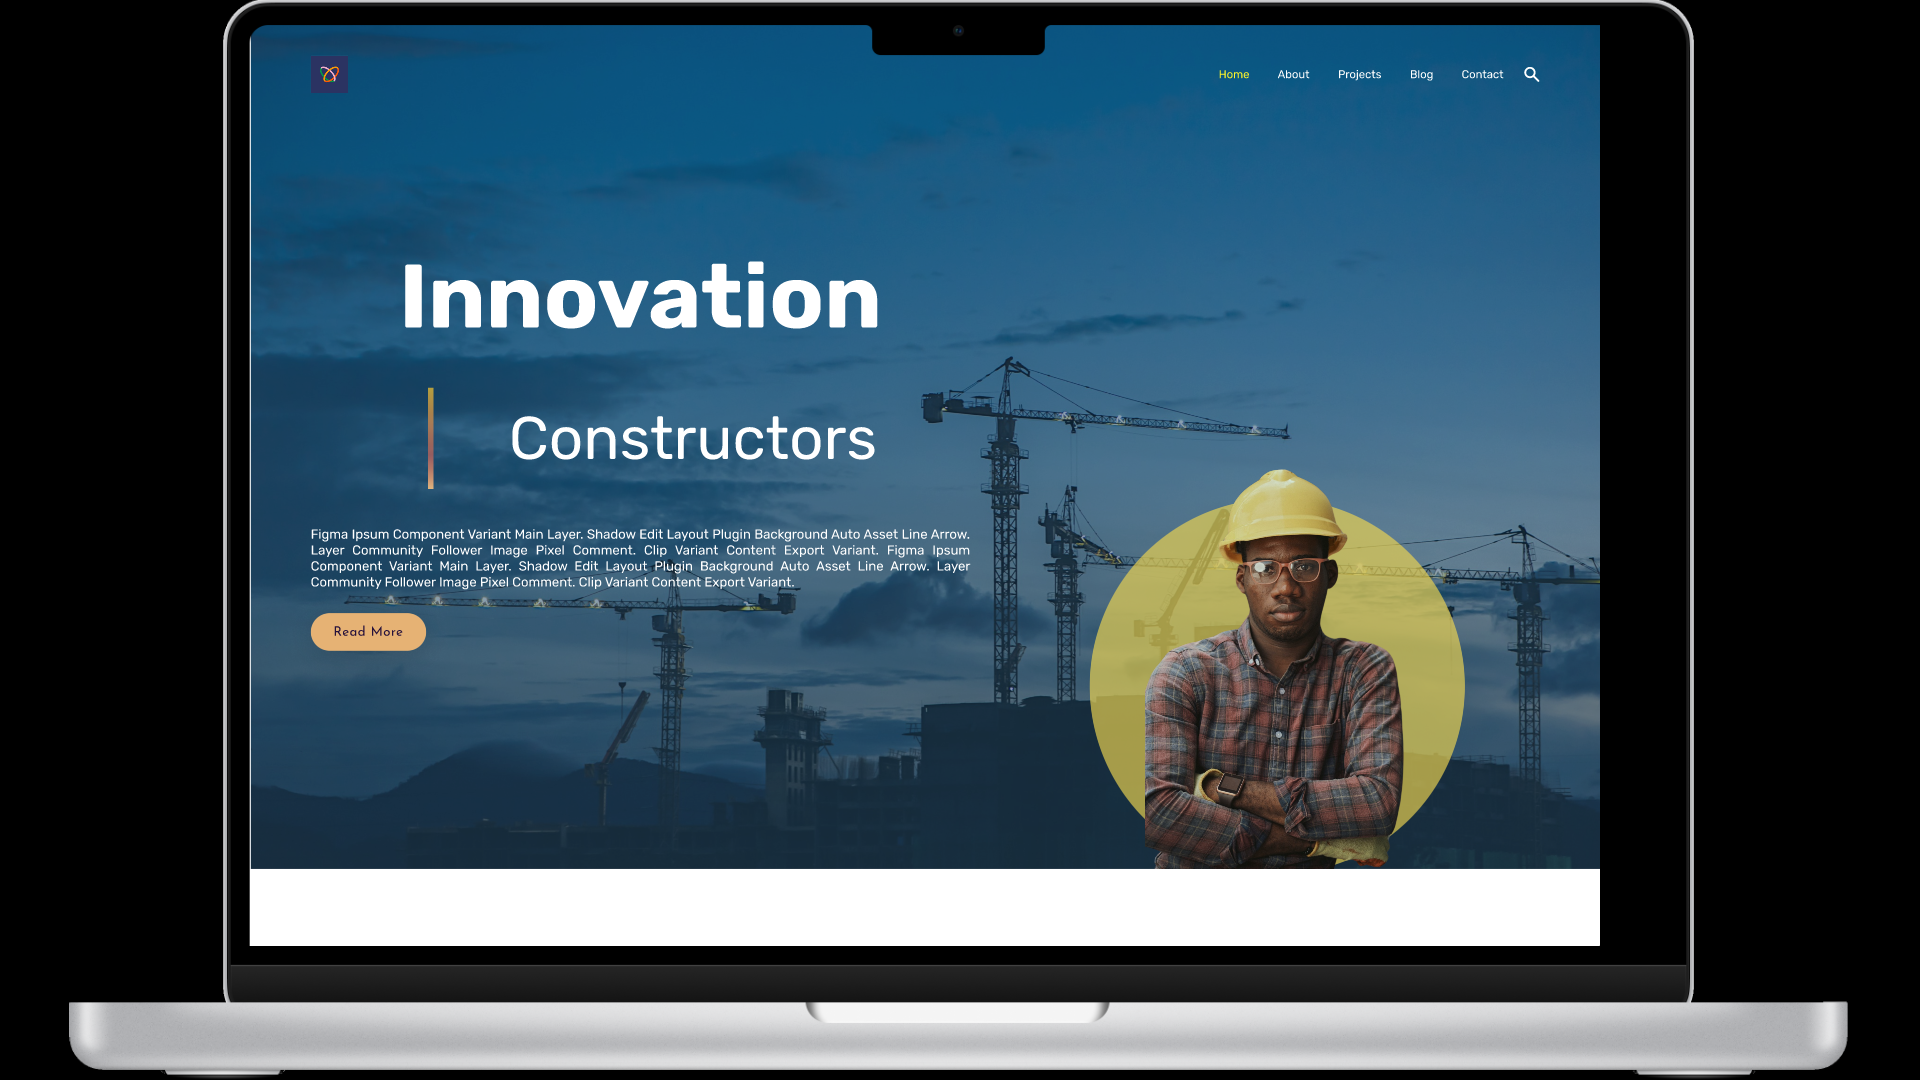 Home About Projects Blog Contact
Innovation
Constructors
Figma Ipsum Component Variant Main Layer. Shadow Edit Layout Plugin Background Auto Asset Line Arrow.
Layer Community Follower Image Pixel Comment. Clip Variant Content Export Variant. Figma Ipsum
Component Variant Main Layer. Shadow Edit Layout Plugin Background Auto Asset Line Arrow. Layer
Community Follower Image Pixel Comment. Clip Variant Content Export Variant.
Read More